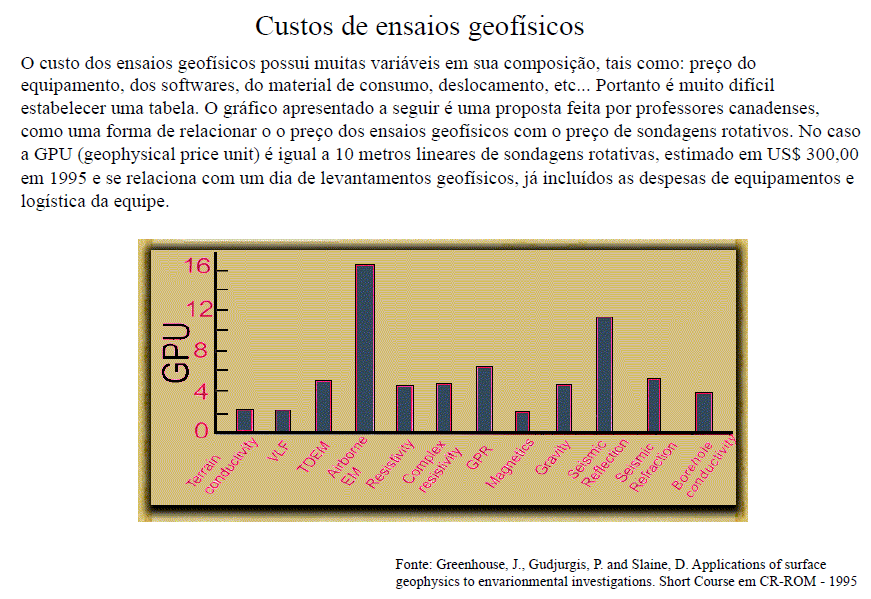 Custos de ensaios geofísicos
O custo dos ensaios geofísicos possui muitas variáveis em sua composição, tais como: preço do
equipamento, dos softwares, do material de consumo, deslocamento, etc... Portanto é muito difícil
estabelecer uma tabela. O gráfico apresentado a seguir é uma proposta feita por professores canadenses,
como uma forma de relacionar o o preço dos ensaios geofísicos com o preço de sondagens rotativos. No caso
a GPU (geophysical price unit) é igual a 10 metros lineares de sondagens rotativas, estimado em US$ 300,00
em 1995 e se relaciona com um dia de levantamentos geofísicos, já incluídos as despesas de equipamentos e
logística da equipe.
GPU
16
12
8
4
0
Terrain
conductivity
VLF
TDEM
Airborne
EM
Resistivity
Complex
resistivity
GPR
Magnetics
Gravity
Seismic
Reflection
Seismic
Refraction
Borehole
conductivity
Fonte: Greenhouse, J., Gudjurgis, P. and Slaine, D. Applications of surface
geophysics to envarionmental investigations. Short Course em CR-ROM - 1995